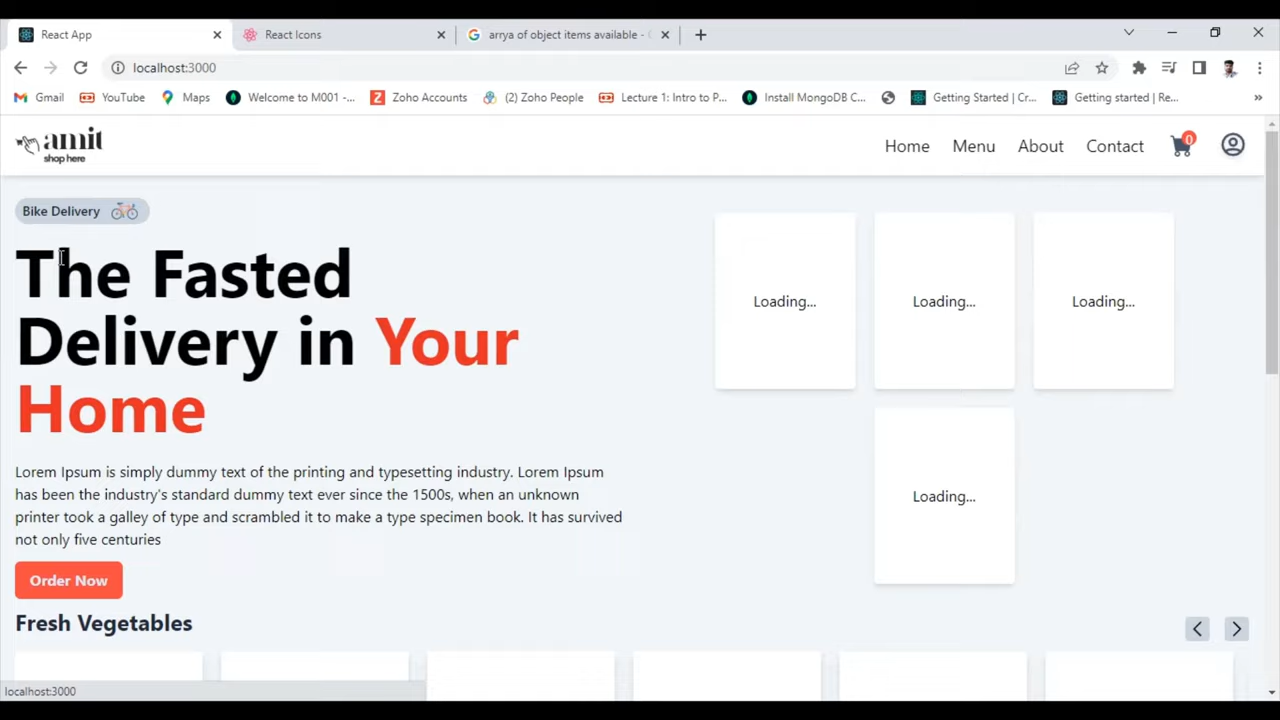 React App
React Icons
arrya of object items available - G
localhost:3000
Gmail
YouTube
Maps
Welcome to M001 -...
Zoho Accounts
(2) Zoho People
Lecture 1: Intro to P...
Install MongoDB C...
Getting Started | Cr...
Getting started | Re...
»
amit
shop here
Home
Menu
About
Contact
0
Bike Delivery
The Fasted
Delivery in Your
Home
Loading...
Loading...
Loading...
Loading...
Lorem Ipsum is simply dummy text of the printing and typesetting industry. Lorem Ipsum
has been the industry's standard dummy text ever since the 1500s, when an unknown
printer took a galley of type and scrambled it to make a type specimen book. It has survived
not only five centuries
Order Now
Fresh Vegetables
localhost:3000